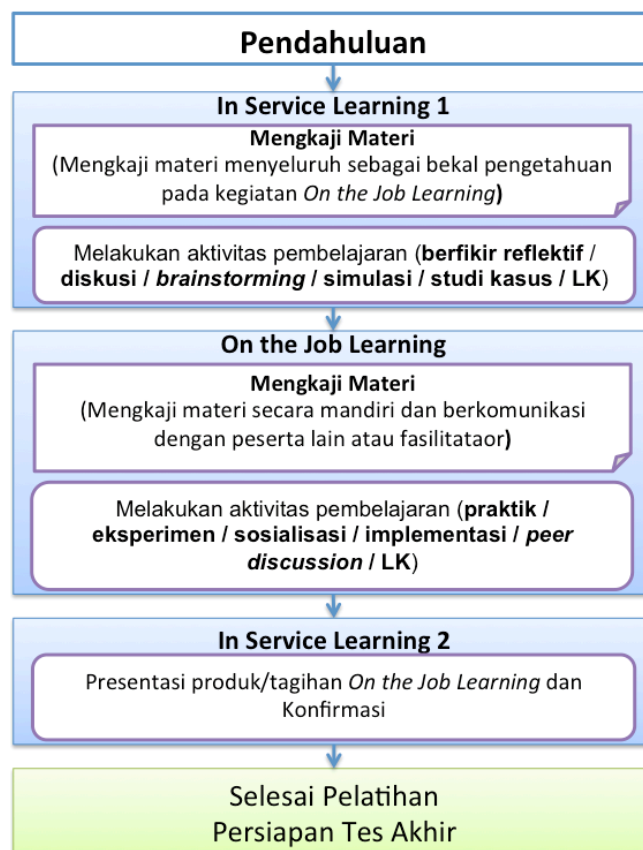 Pendahuluan
In Service Learning 1
Mengkaji Materi
(Mengkaji materi menyeluruh sebagai bekal pengetahuan
pada kegiatan On the Job Learning)
Melakukan aktivitas pembelajaran (berfikir reflektif /
diskusi / brainstorming / simulasi / studi kasus / LK)
On the Job Learning
Mengkaji Materi
(Mengkaji materi secara mandiri dan berkomunikasi
dengan peserta lain atau fasilitataor)
Melakukan aktivitas pembelajaran (praktik /
eksperimen / sosialisasi / implementasi / peer
discussion / LK)
In Service Learning 2
Presentasi produk/tagihan On the Job Learning dan
Konfirmasi
Selesai Pelatihan
Persiapan Tes Akhir